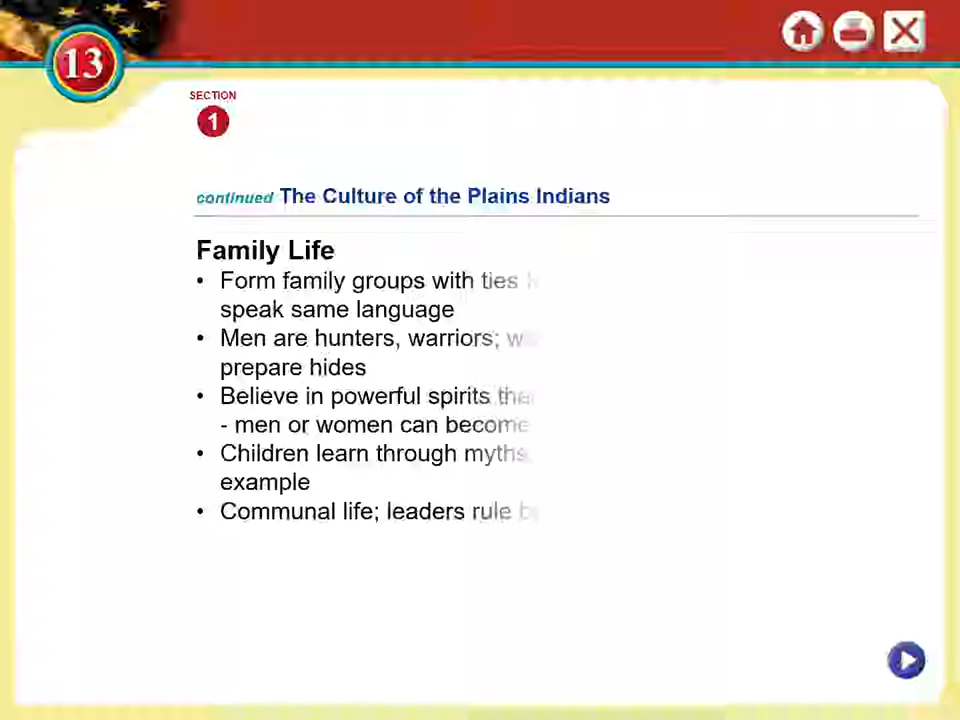 13
SECTION
1
continued The Culture of the Plains Indians
Family Life
• Form family groups with ties
speak same language
• Men are hunters, warriors;
prepare hides
• Believe in powerful spirits
- men or women can become
• Children learn through myths,
example
• Communal life; leaders rule